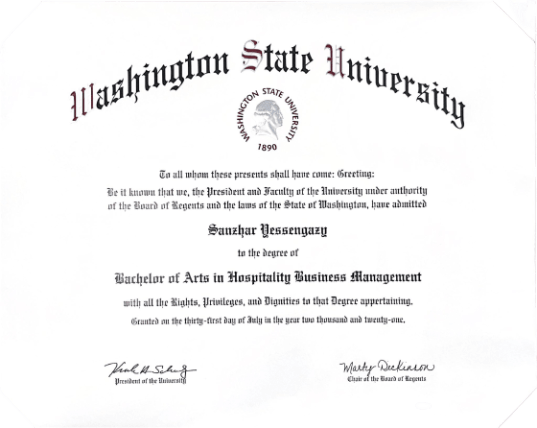 Washington State University
WASHINGTON STATE UNIVERSITY
1890
To all whom these presents shall have come: Greeting:
Be it known that we, the President and Faculty of the University under authority
of the Board of Regents and the laws of the State of Washington, have admitted
Sanzhar Yessengazy
to the degree of
Bachelor of Arts in Hospitality Business Management
with all the Rights, Privileges, and Dignities to that Degree appertaining.
Granted on the thirty-first day of July in the year two thousand and twenty-one.
President of the University
Chair of the Board of Regents